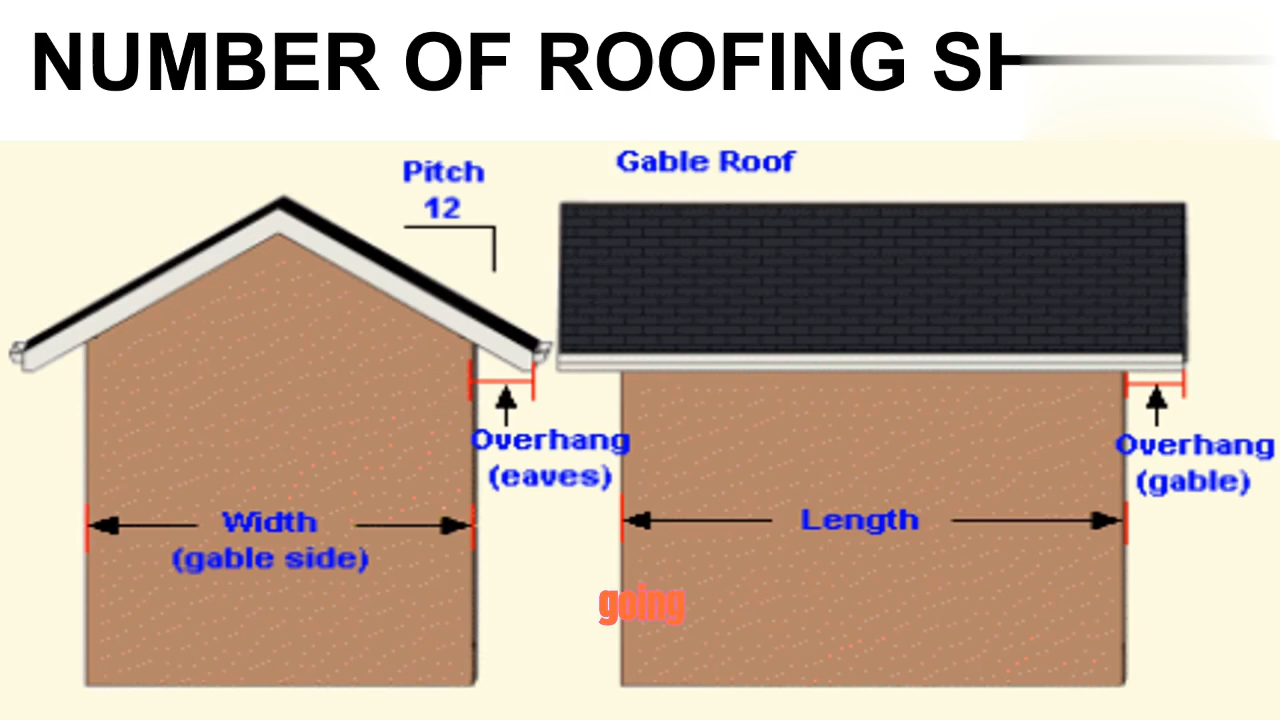 NUMBER OF ROOFING SH
Pitch
12
Gable Roof
Overhang
(eaves)
Overhang
(gable)
Width
(gable side)
Length
going